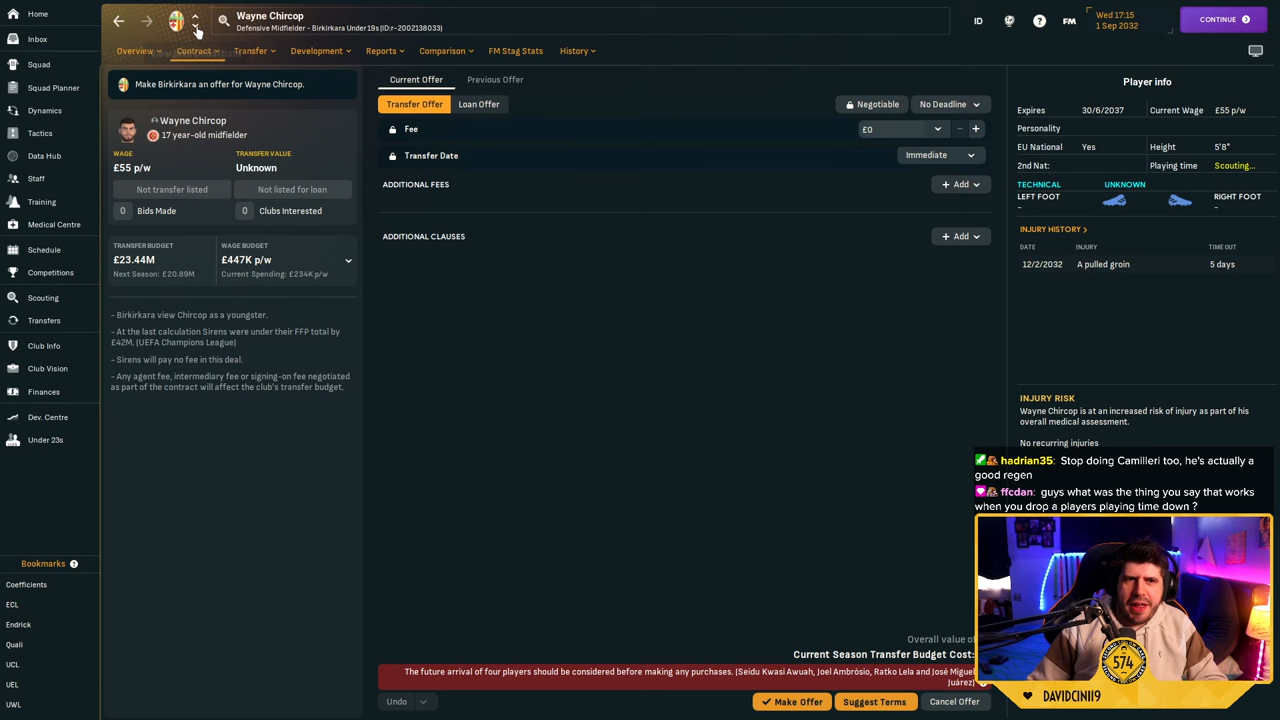 Wayne Chircop
Defensive Midfielder - Birkirkara Under 19s (ID:r-2002138033)
ID
FM
Wed 17:15
1 Sep 2032
CONTINUE
Overview
Contract
Transfer
Development
Reports
Comparison
FM Stag Stats
History
Home
Inbox
Squad
Squad Planner
Dynamics
Tactics
Data Hub
Staff
Training
Medical Centre
Schedule
Competitions
Scouting
Transfers
Club Info
Club Vision
Finances
Dev. Centre
Under 23s
Bookmarks
Coefficients
ECL
Endrick
Quali
UCL
UEL
UWL
Make Birkirkara an offer for Wayne Chircop.
Wayne Chircop
17 year-old midfielder
WAGE
TRANSFER VALUE
£55 p/w
Unknown
Not transfer listed
Not listed for loan
0 Bids Made
0 Clubs Interested
TRANSFER BUDGET
WAGE BUDGET
£23.44M
£447K p/w
Next Season: £20.89M
Current Spending: £234K p/w
- Birkirkara view Chircop as a youngster.
- At the last calculation Sirens were under their FFP total by
£42M. (UEFA Champions League)
- Sirens will pay no fee in this deal.
- Any agent fee, intermediary fee or signing-on fee negotiated
as part of the contract will affect the club's transfer budget.
Current Offer
Previous Offer
Transfer Offer
Loan Offer
Negotiable
No Deadline
Fee
£0
Transfer Date
Immediate
ADDITIONAL FEES
Add
ADDITIONAL CLAUSES
Add
Overall value of
Current Season Transfer Budget Cost:
The future arrival of four players should be considered before making any purchases. (Seidu Kwasi Awuah, Joel Ambrósio, Ratko Lela and José Miguel
Juárez)
Undo
Make Offer
Suggest Terms
Cancel Offer
Player info
Expires 30/6/2037 Current Wage £55 p/w
Personality
EU National Yes Height 5'8"
2nd Nat: Playing time Scouting...
TECHNICAL UNKNOWN
LEFT FOOT RIGHT FOOT
-
-
INJURY HISTORY >
DATE INJURY TIME OUT
12/2/2032 A pulled groin 5 days
INJURY RISK
Wayne Chircop is at an increased risk of injury as part of his
overall medical assessment.
No recurring injuries
hadrian35: Stop doing Camilleri too, he's actually a
good regen
ffcdan: guys what was the thing you say that works
when you drop a players playing time down ?
574
DAVIDCINI19